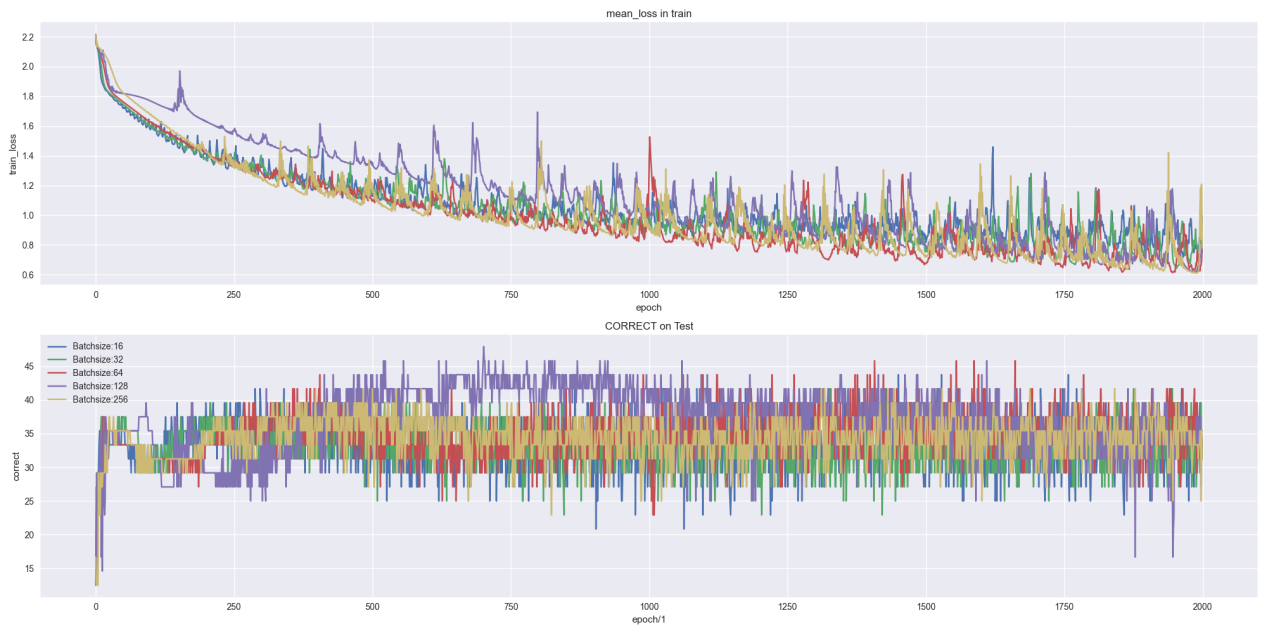 mean_loss in train
2.2
2.0
1.8
1.6
1.4
1.2
1.0
0.8
0.6
train_loss
0 250 500 750 1000 1250 1500 1750 2000
epoch
CORRECT on Test
Batchsize:16
Batchsize:32
Batchsize:64
Batchsize:128
Batchsize:256
45
40
35
30
25
20
15
correct
0 250 500 750 1000 1250 1500 1750 2000
epoch/1